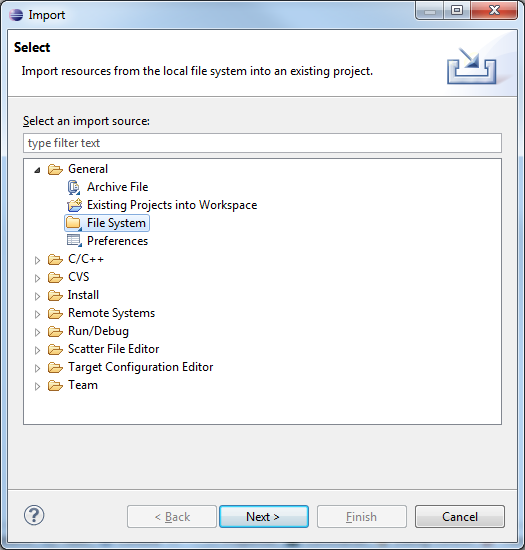 Import
Select
Import resources from the local file system into an existing project.
Select an import source:
type filter text
General
Archive File
Existing Projects into Workspace
File System
Preferences
C/C++
CVS
Install
Remote Systems
Run/Debug
Scatter File Editor
Target Configuration Editor
Team
? < Back Next > Finish Cancel